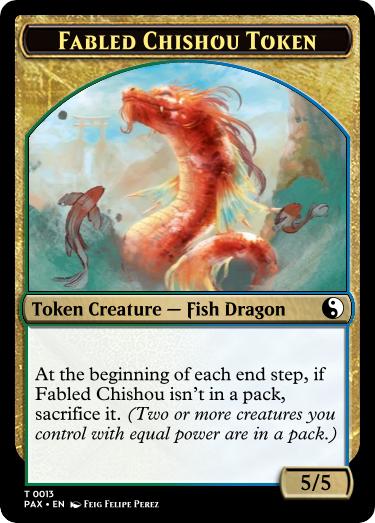 Fabled Chishou Token
Token Creature — Fish Dragon
At the beginning of each end step, if
Fabled Chishou isn't in a pack,
sacrifice it. (Two or more creatures you
control with equal power are in a pack.)
5/5
T 0013
PAX • EN Feig Felipe Perez